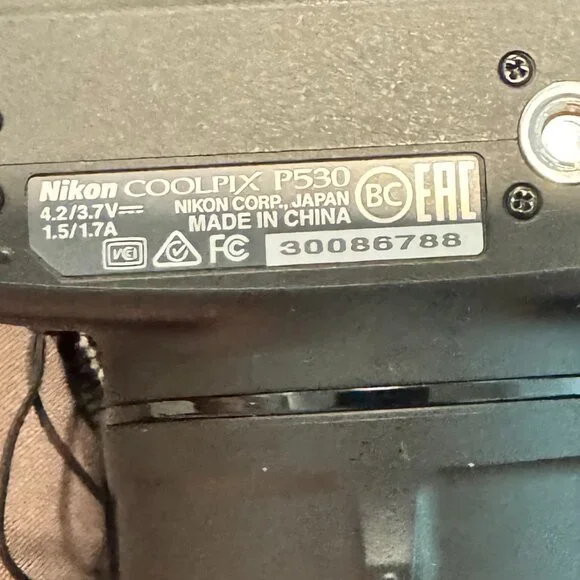 Nikon COOLPIX P530
4.2/3.7V⎓ NIKON CORP., JAPAN
1.5/1.7A MADE IN CHINA
BC EAC
VCI FC 30086788